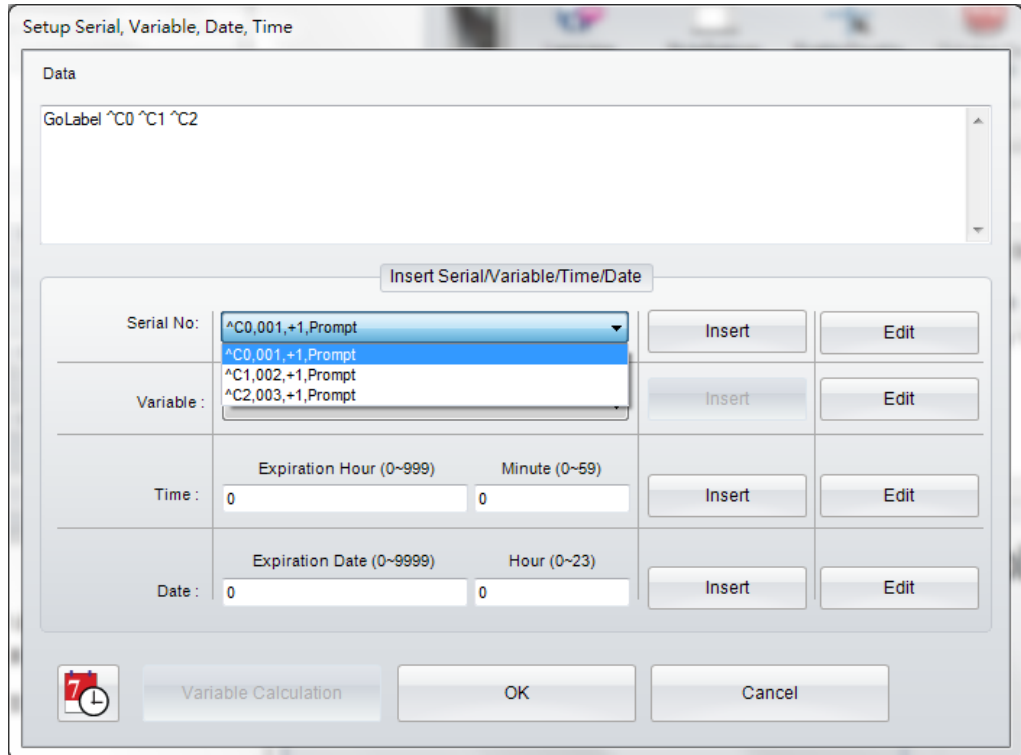 Setup Serial, Variable, Date, Time
Data
GoLabel ^C0 ^C1 ^C2
Insert Serial/Variable/Time/Date
Serial No: ^C0,001,+1,Prompt Insert Edit
^C0,001,+1,Prompt
^C1,002,+1,Prompt
^C2,003,+1,Prompt
Variable : Insert Edit
Expiration Hour (0~999) Minute (0~59)
Time : 0 0 Insert Edit
Expiration Date (0~9999) Hour (0~23)
Date : 0 0 Insert Edit
7 Variable Calculation OK Cancel